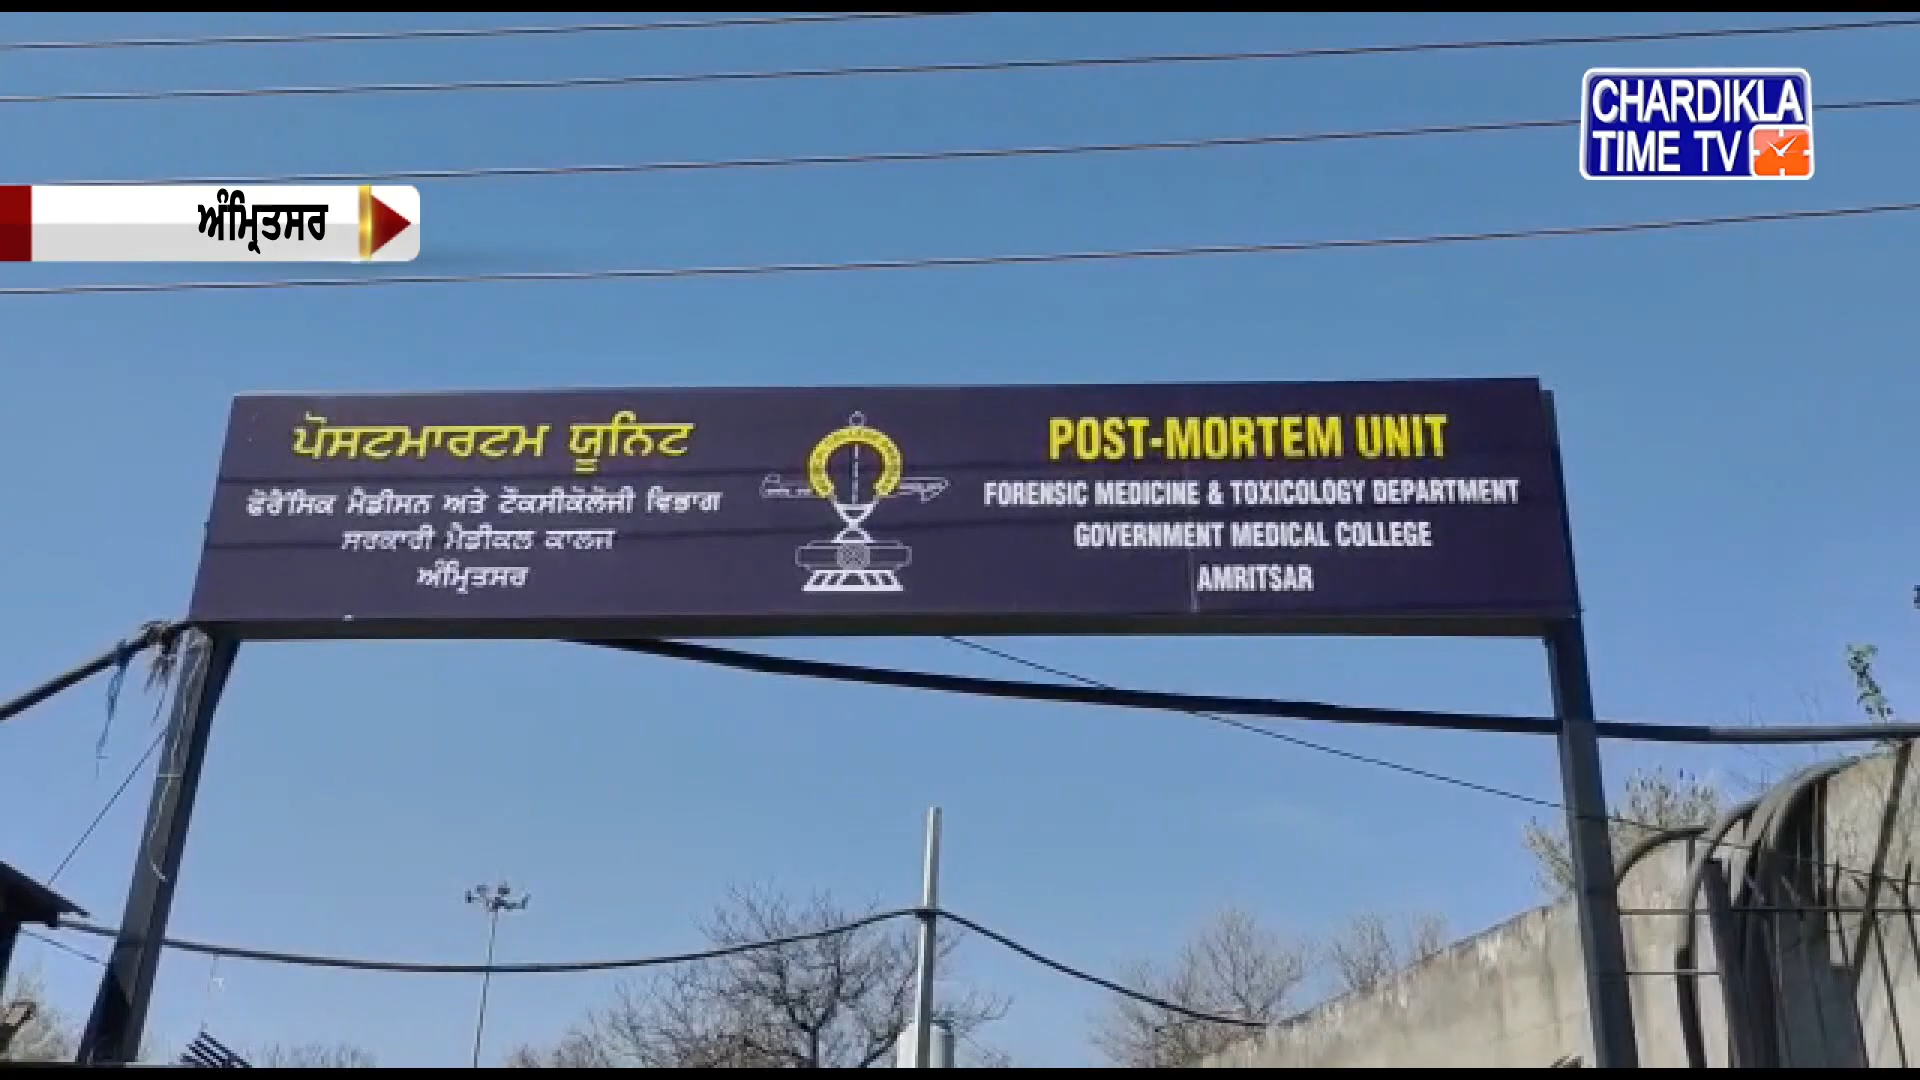 CHARDIKLA
TIME TV
ਅੰਮ੍ਰਿਤਸਰ
ਪੋਸਟਮਾਰਟਮ ਯੂਨਿਟ
ਫੋਰੈਂਸਿਕ ਮੈਡੀਸਨ ਅਤੇ ਟੌਕਸੀਕੋਲੋਜੀ ਵਿਭਾਗ
ਸਰਕਾਰੀ ਮੈਡੀਕਲ ਕਾਲਜ
ਅੰਮ੍ਰਿਤਸਰ
POST-MORTEM UNIT
FORENSIC MEDICINE & TOXICOLOGY DEPARTMENT
GOVERNMENT MEDICAL COLLEGE
AMRITSAR